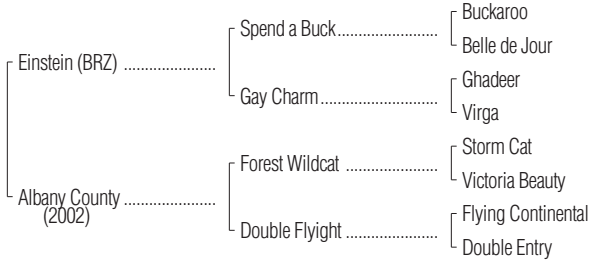 Buckaroo
Spend a Buck
Belle de Jour
Einstein (BRZ)
Ghadeer
Gay Charm
Virga
Storm Cat
Forest Wildcat
Victoria Beauty
Albany County
(2002)
Flying Continental
Double Flyight
Double Entry